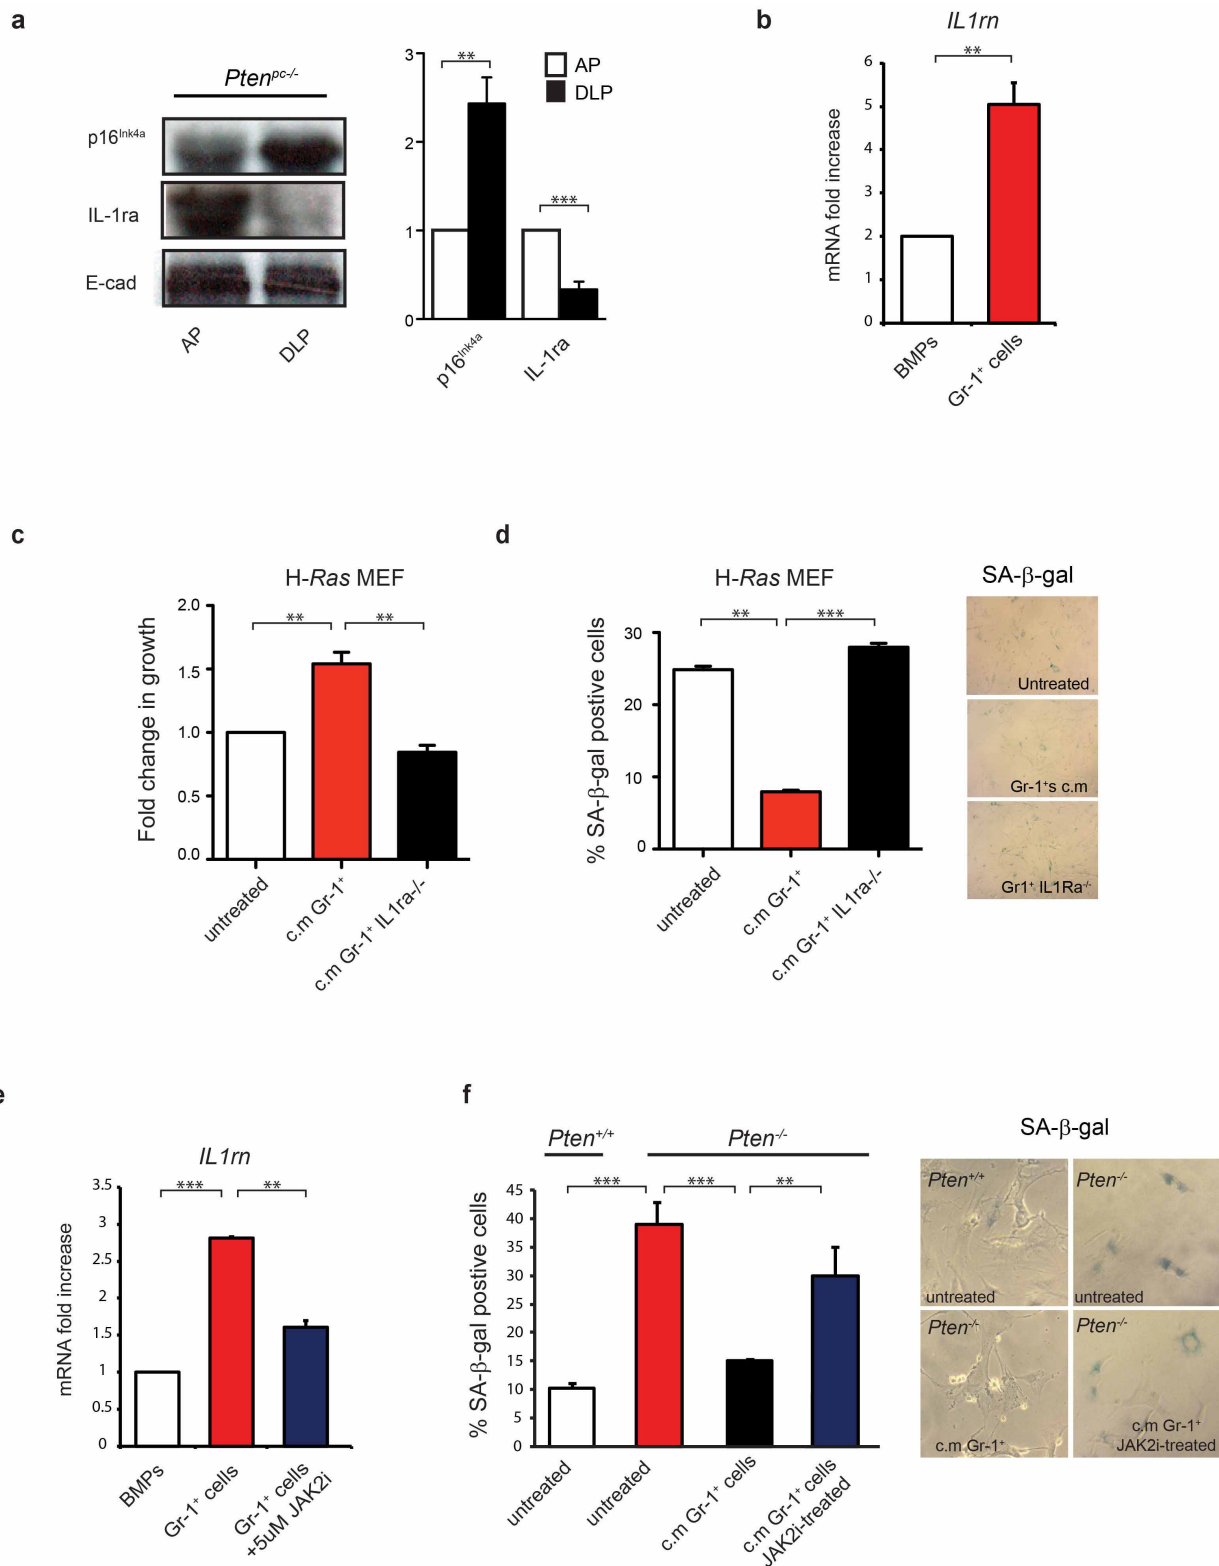 a
Pten^pc-/-
p16^Ink4a
IL-1ra
E-cad
AP
DLP
3
2
1
0
**
***
AP
DLP
p16^Ink4a
IL-1ra
b
IL1rn
**
mRNA fold increase
6
5
4
3
2
1
0
BMPs
Gr-1⁺ cells
c
H-Ras MEF
Fold change in growth
2.0
1.5
1.0
0.5
0.0
**
**
untreated
c.m Gr-1⁺
c.m Gr-1⁺ IL1ra-/-
d
H-Ras MEF
% SA-β-gal postive cells
30
20
10
0
**
***
untreated
c.m Gr-1⁺
c.m Gr-1⁺ IL1ra-/-
SA-β-gal
Untreated
Gr-1⁺s c.m
Gr1⁺ IL1Ra^-/-
e
IL1rn
mRNA fold increase
3.5
3
2.5
2
1.5
1
0.5
0
***
**
BMPs
Gr-1⁺ cells
Gr-1⁺ cells
+5uM JAK2i
f
Pten^+/+
Pten^-/-
% SA-β-gal postive cells
45
40
35
30
25
20
15
10
5
0
***
***
**
untreated
untreated
c.m Gr-1⁺ cells
c.m Gr-1⁺ cells
JAK2i-treated
SA-β-gal
Pten^+/+
untreated
Pten^-/-
untreated
Pten^-/-
c.m Gr-1⁺
Pten^-/-
c.m Gr-1⁺
JAK2i-treated